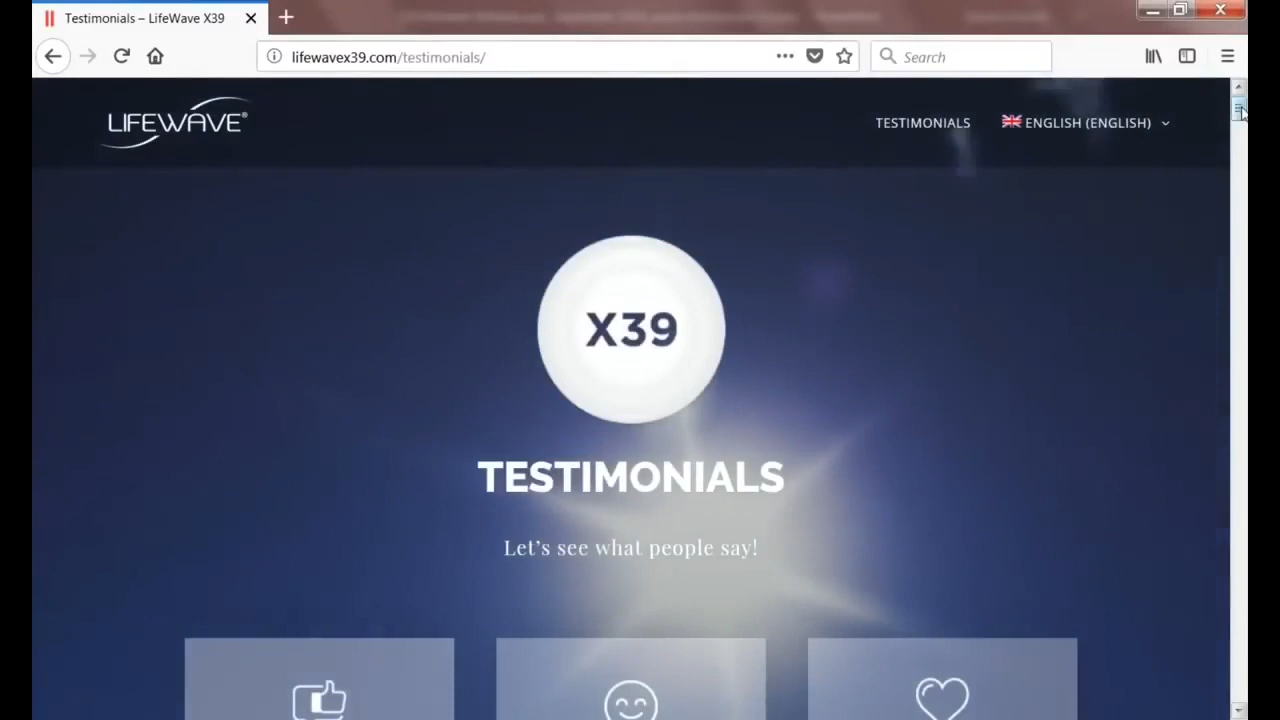 Testimonials – LifeWave X39
lifewavex39.com/testimonials/
Search
LIFEWAVE®
TESTIMONIALS
ENGLISH (ENGLISH)
X39
TESTIMONIALS
Let's see what people say!